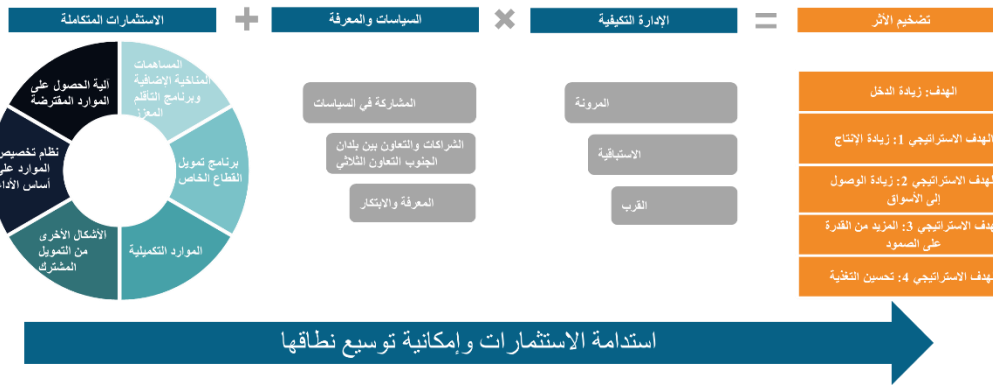 الاستثمارات المتكاملة
+
السياسات والمعرفة
×
الإدارة التكيفية
=
تضخيم الأثر
المساهمات
المناخية الإضافية
وبرنامج التأقلم
المعزز
برنامج تمويل
القطاع الخاص
الموارد التكميلية
الأشكال الأخرى
من التمويل
المشترك
نظام تخصيص
الموارد على
أساس الأداء
آلية الحصول على
الموارد المقترضة
المشاركة في السياسات
الشراكات والتعاون بين بلدان
الجنوب التعاون الثلاثي
المعرفة والابتكار
المرونة
الاستباقية
القرب
الهدف: زيادة الدخل
الهدف الاستراتيجي 1: زيادة الإنتاج
الهدف الاستراتيجي 2: زيادة الوصول
إلى الأسواق
الهدف الاستراتيجي 3: المزيد من القدرة
على الصمود
الهدف الاستراتيجي 4: تحسين التغذية
استدامة الاستثمارات وإمكانية توسيع نطاقها